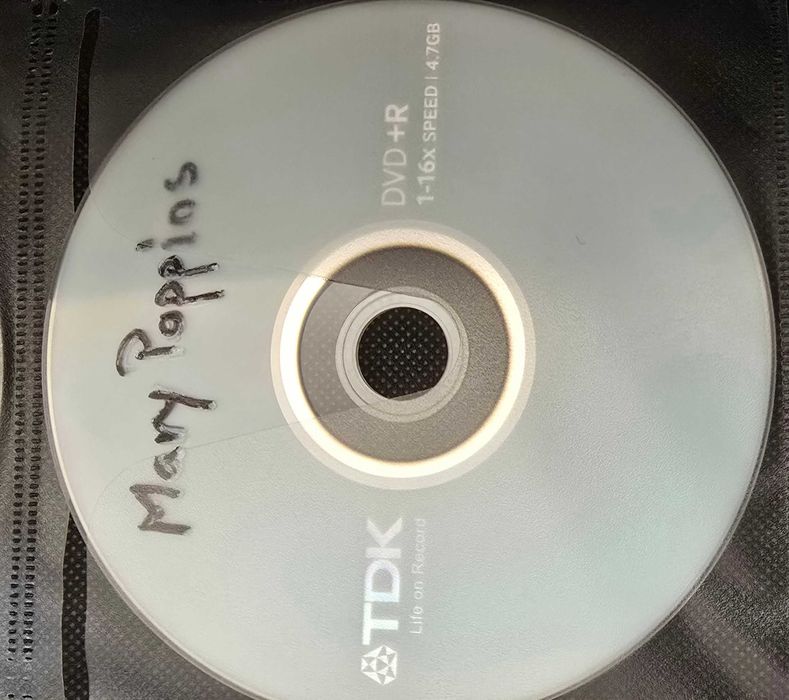 Mary Poppins
TDK
Life on Record
DVD+R
1-16x SPEED | 4.7GB